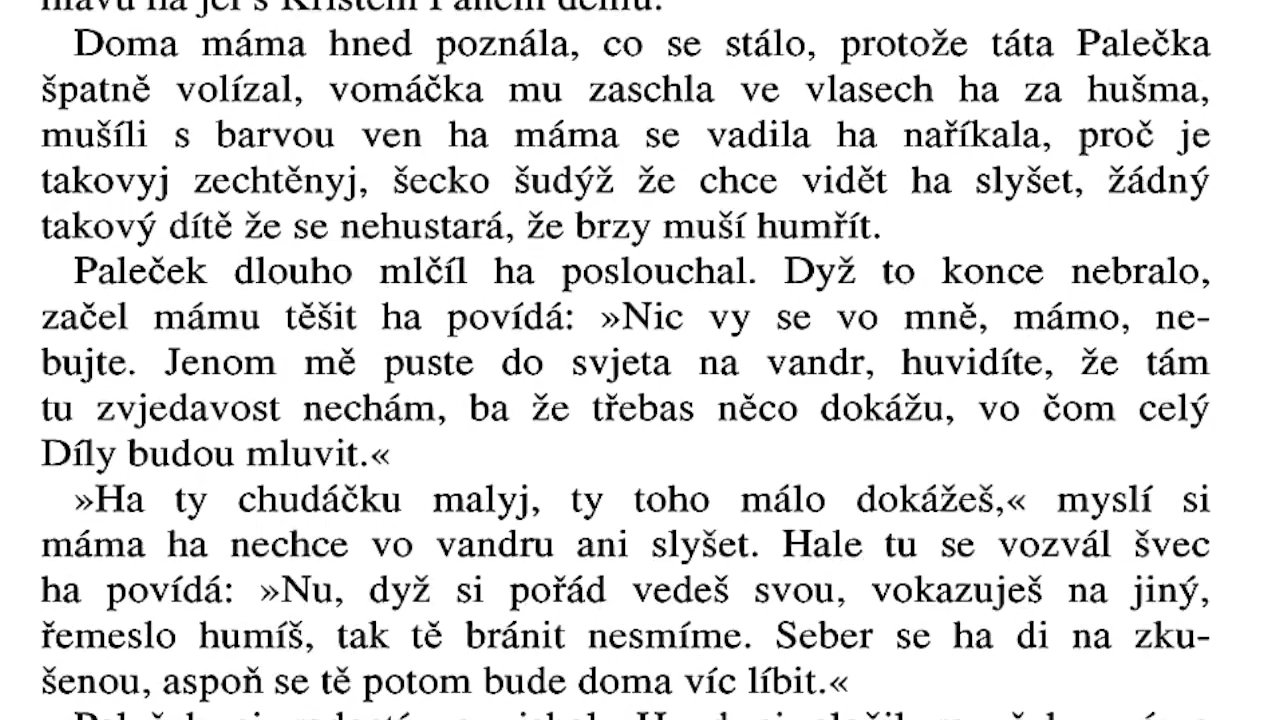 Doma máma hned poznála, co se stálo, protože táta Palečka
špatně volízal, vomáčka mu zaschla ve vlasech ha za hušma,
mušíli s barvou ven ha máma se vadila ha naříkala, proč je
takovyj zechtěnyj, šecko šudýž že chce vidět ha slyšet, žádný
takový dítě že se nehustará, že brzy muší humřít.
Paleček dlouho mlčíl ha poslouchal. Dyž to konce nebralo,
začel mámu těšit ha povídá: »Nic vy se vo mně, mámo, ne-
bujte. Jenom mě puste do svjeta na vandr, huvidíte, že tám
tu zvjedavost nechám, ba že třebas něco dokážu, vo čom celý
Díly budou mluvit.«
»Ha ty chudáčku malyj, ty toho málo dokážeš,« myslí si
máma ha nechce vo vandru ani slyšet. Hale tu se vozvál švec
ha povídá: »Nu, dyž si pořád vedeš svou, vokazuješ na jiný,
řemeslo humíš, tak tě bránit nesmíme. Seber se ha di na zku-
šenou, aspoň se tě potom bude doma víc líbit.«